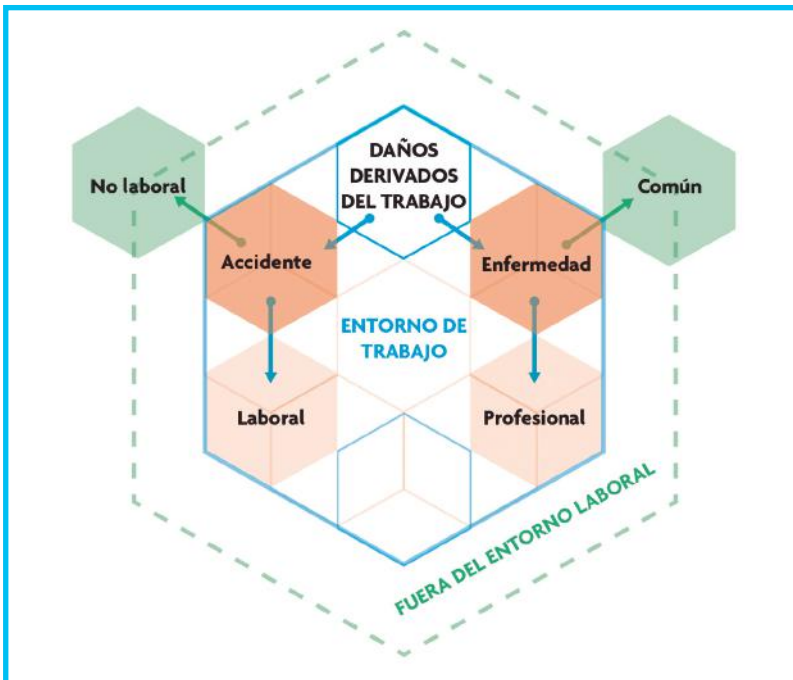 DAÑOS
DERIVADOS
DEL TRABAJO
No laboral
Común
Accidente
Enfermedad
ENTORNO DE
TRABAJO
Laboral
Profesional
FUERA DEL ENTORNO LABORAL